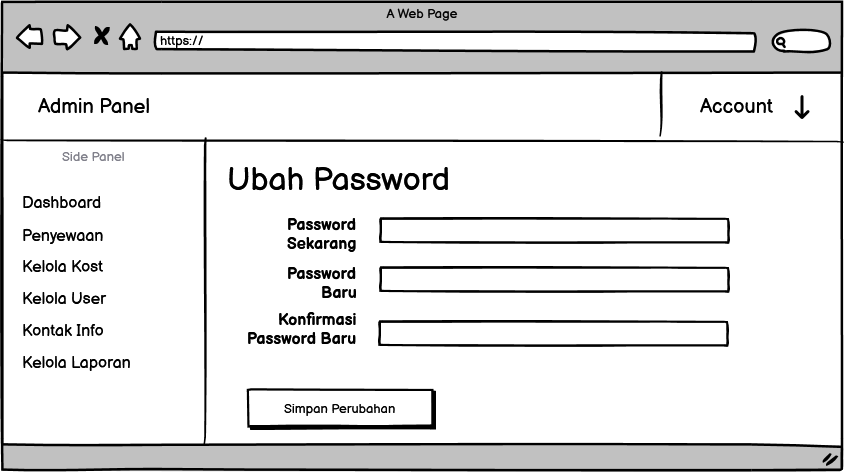 A Web Page
https://
Admin Panel
Account
Side Panel
Dashboard
Penyewaan
Kelola Kost
Kelola User
Kontak Info
Kelola Laporan
Ubah Password
Password
Sekarang
Password
Baru
Konfirmasi
Password Baru
Simpan Perubahan